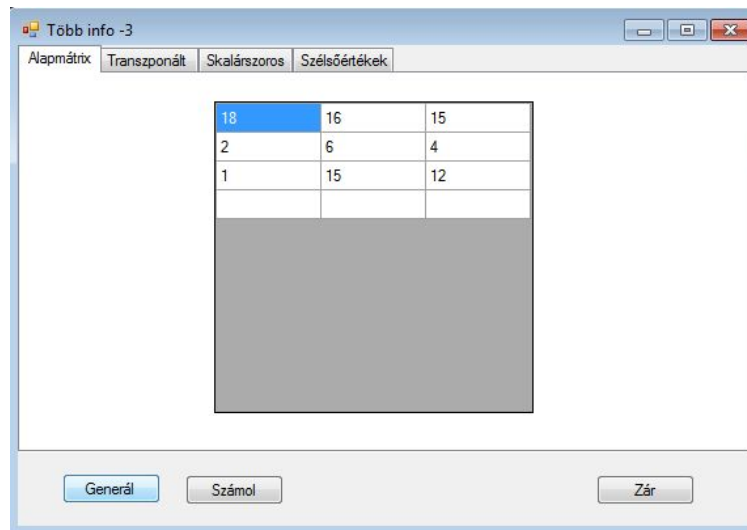 Több info -3
Alapmátrix Transzponált Skalárszoros Szélsőértékek
18 16 15
2 6 4
1 15 12
Generál Számol Zár